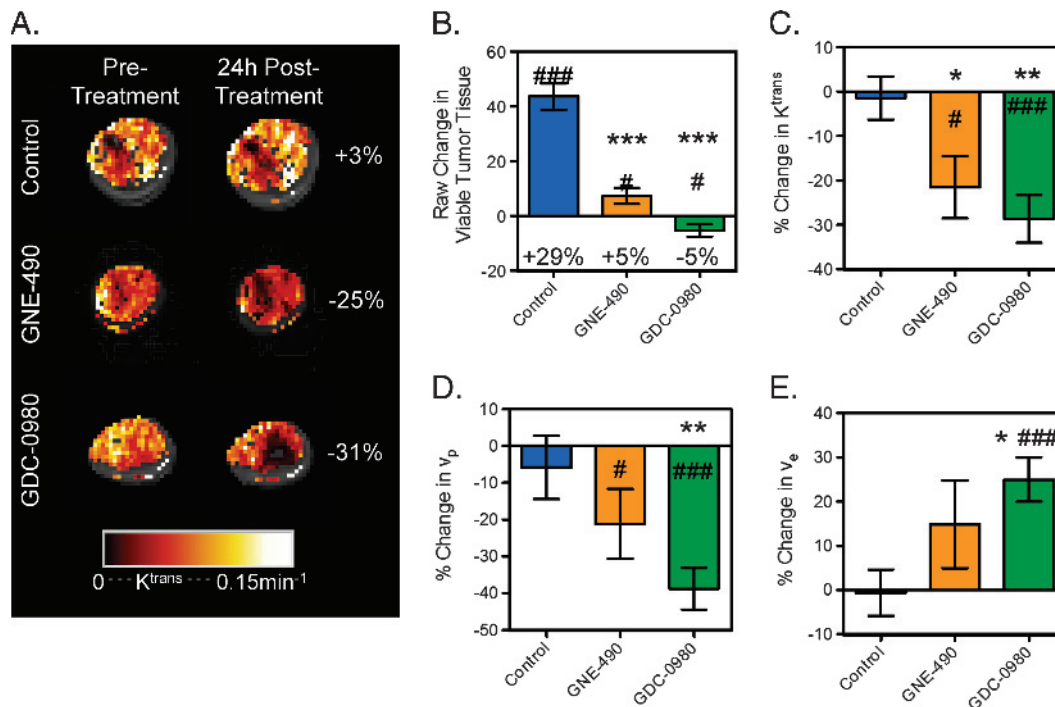 A.
Pre-
Treatment
24h Post-
Treatment
Control
+3%
GNE-490
-25%
GDC-0980
-31%
0 ---- K^trans ---- 0.15min^-1
B.
Raw Change in
Viable Tumor Tissue
60
40
20
0
-20
###
***
#
***
#
+29% +5% -5%
Control
GNE-490
GDC-0980
C.
% Change in K^trans
10
0
-10
-20
-30
-40
* **
# ###
Control
GNE-490
GDC-0980
D.
% Change in v_p
10
0
-10
-20
-30
-40
-50
**
# ###
Control
GNE-490
GDC-0980
E.
% Change in v_e
40
30
20
10
0
-10
* ###
Control
GNE-490
GDC-0980